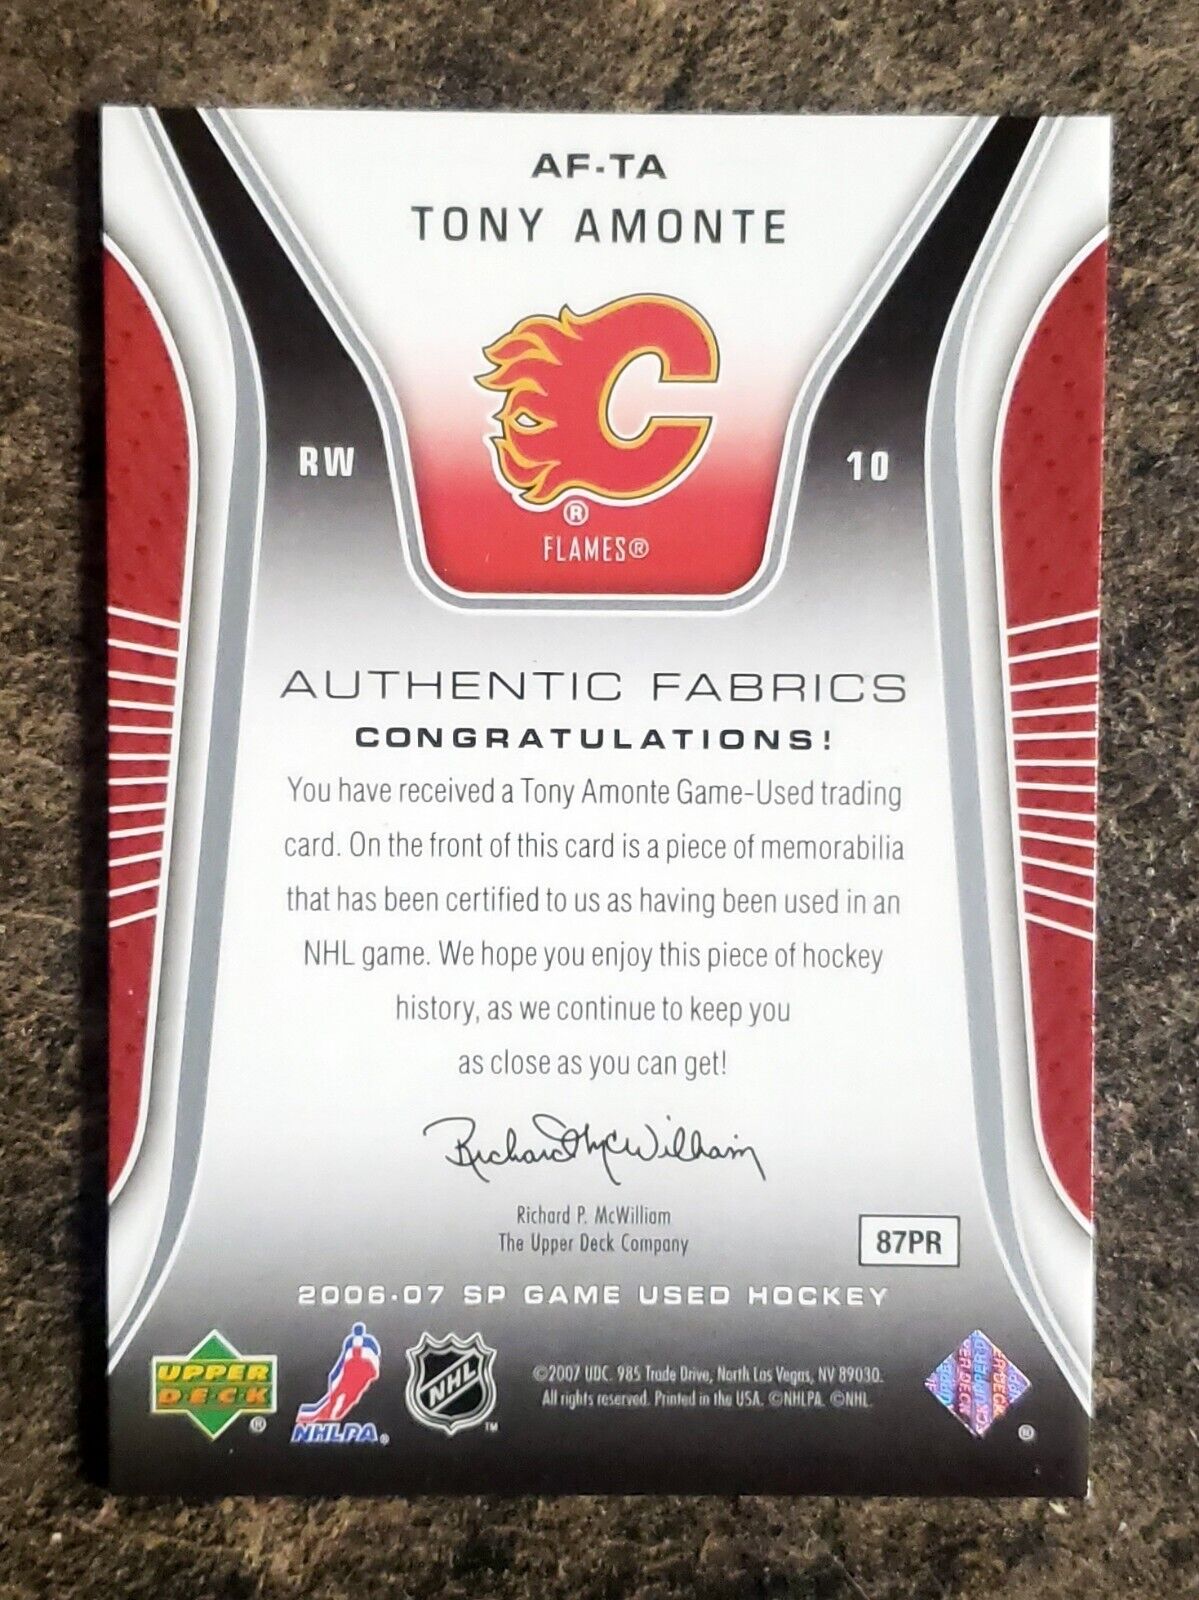 AF-TA
TONY AMONTE
RW
10
®
FLAMES®
AUTHENTIC FABRICS
CONGRATULATIONS!
You have received a Tony Amonte Game-Used trading
card. On the front of this card is a piece of memorabilia
that has been certified to us as having been used in an
NHL game. We hope you enjoy this piece of hockey
history, as we continue to keep you
as close as you can get!
Richard McWilliam
Richard P. McWilliam
The Upper Deck Company
87PR
2006-07 SP GAME USED HOCKEY
UPPER
DECK
®
NHLPA®
NHL
TM
©2007 UDC. 985 Trade Drive, North Las Vegas, NV 89030.
All rights reserved. Printed in the USA. ©NHLPA. ©NHL.
®